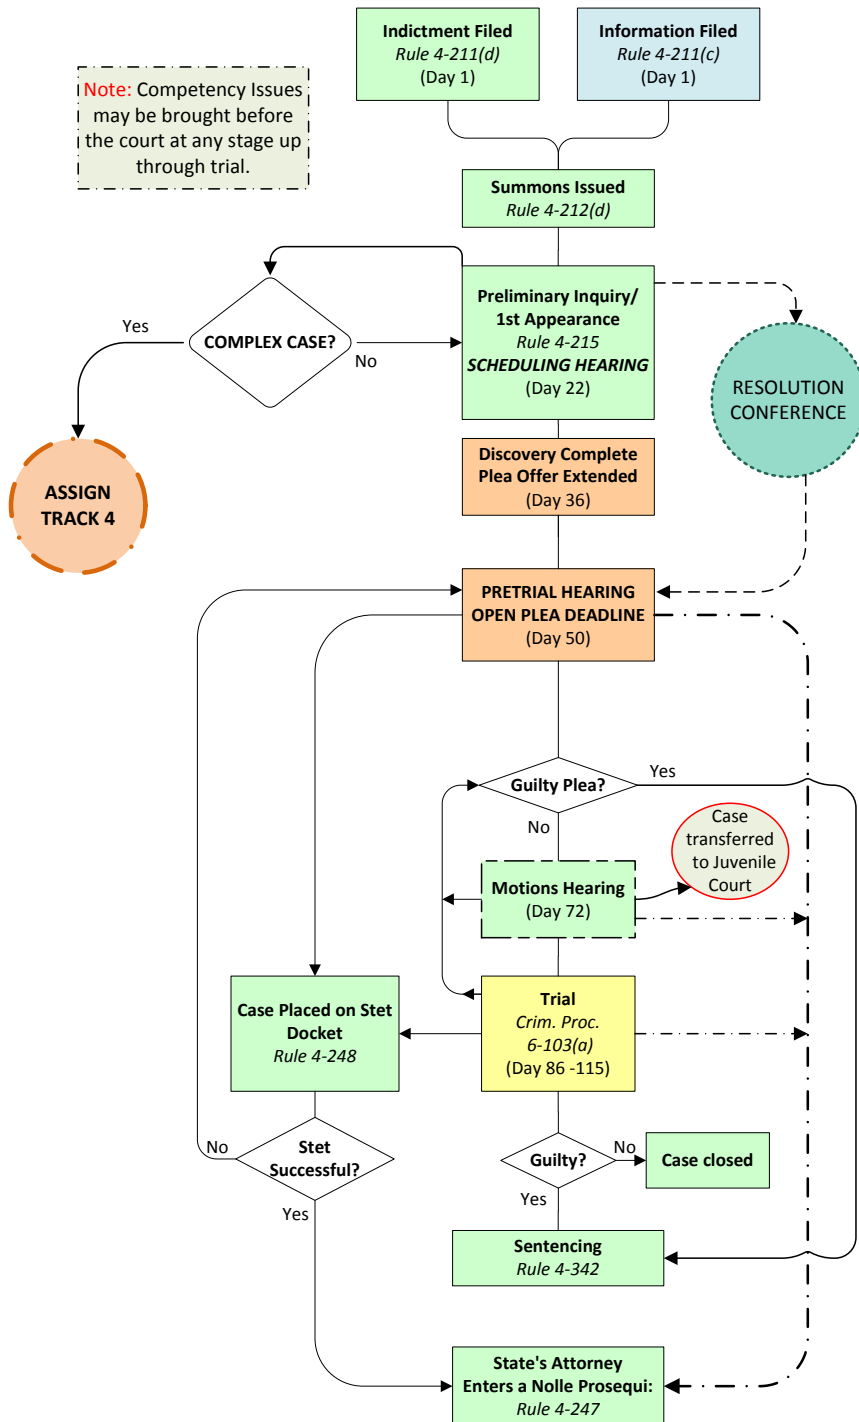 Indictment Filed
Rule 4-211(d)
(Day 1)
Information Filed
Rule 4-211(c)
(Day 1)
Note: Competency Issues
may be brought before
the court at any stage up
through trial.
Summons Issued
Rule 4-212(d)
Preliminary Inquiry/
1st Appearance
Rule 4-215
SCHEDULING HEARING
(Day 22)
Yes
COMPLEX CASE?
No
RESOLUTION
CONFERENCE
ASSIGN
TRACK 4
Discovery Complete
Plea Offer Extended
(Day 36)
PRETRIAL HEARING
OPEN PLEA DEADLINE
(Day 50)
Guilty Plea?
Yes
No
Case
transferred
to Juvenile
Court
Motions Hearing
(Day 72)
Case Placed on Stet
Docket
Rule 4-248
Trial
Crim. Proc.
6-103(a)
(Day 86 -115)
No
Stet
Successful?
Yes
Guilty?
No
Case closed
Yes
Sentencing
Rule 4-342
State's Attorney
Enters a Nolle Prosequi:
Rule 4-247